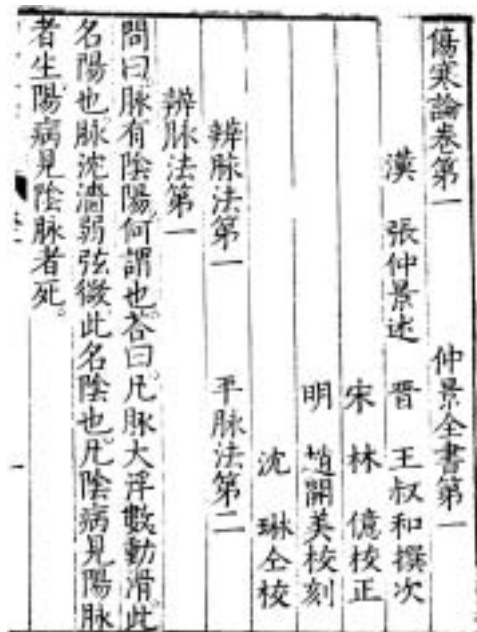 傷寒論卷第一 仲景全書第一
漢 張仲景述 晋 王叔和撰次
宋 林 億校正
明 趙開美校刻
沈 琳仝校
辨脉法第一 平脉法第二
辨脉法第一
問曰。脉有陰陽。何謂也。荅曰。凡脉大浮數動滑。此
名陽也。脉沈濇弱弦微。此名陰也。凡陰病見陽脉
者生。陽病見陰脉者死。